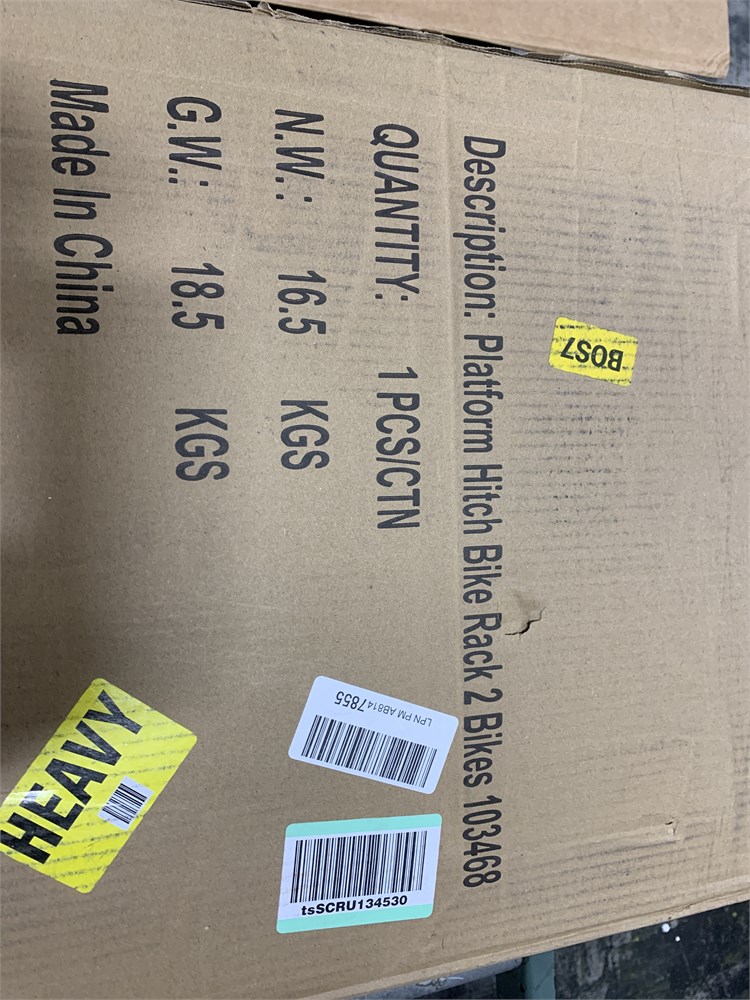 Description: Platform Hitch Bike Rack 2 Bikes 103468
QUANTITY: 1PCS/CTN
N.W.: 16.5 KGS
G.W.: 18.5 KGS
Made In China
BOS7
LPN PM AB8147855
tsSCRU134530
HEAVY